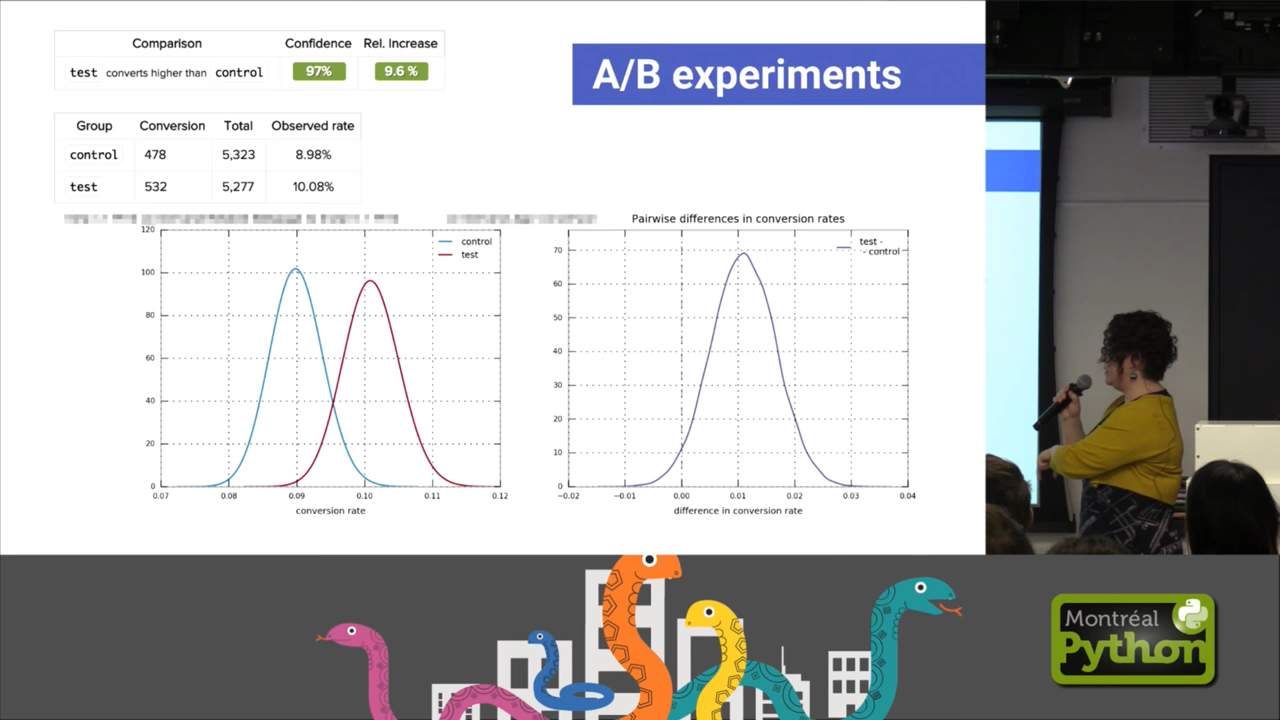 Comparison Confidence Rel. Increase
test converts higher than control 97% 9.6 %
A/B experiments
Group Conversion Total Observed rate
control 478 5,323 8.98%
test 532 5,277 10.08%
120
100
80
60
40
20
0
0.07 0.08 0.09 0.10 0.11 0.12
conversion rate
control
test
Pairwise differences in conversion rates
70
60
50
40
30
20
10
0
−0.02 −0.01 0.00 0.01 0.02 0.03 0.04
difference in conversion rate
test -
- control
Montréal
Python